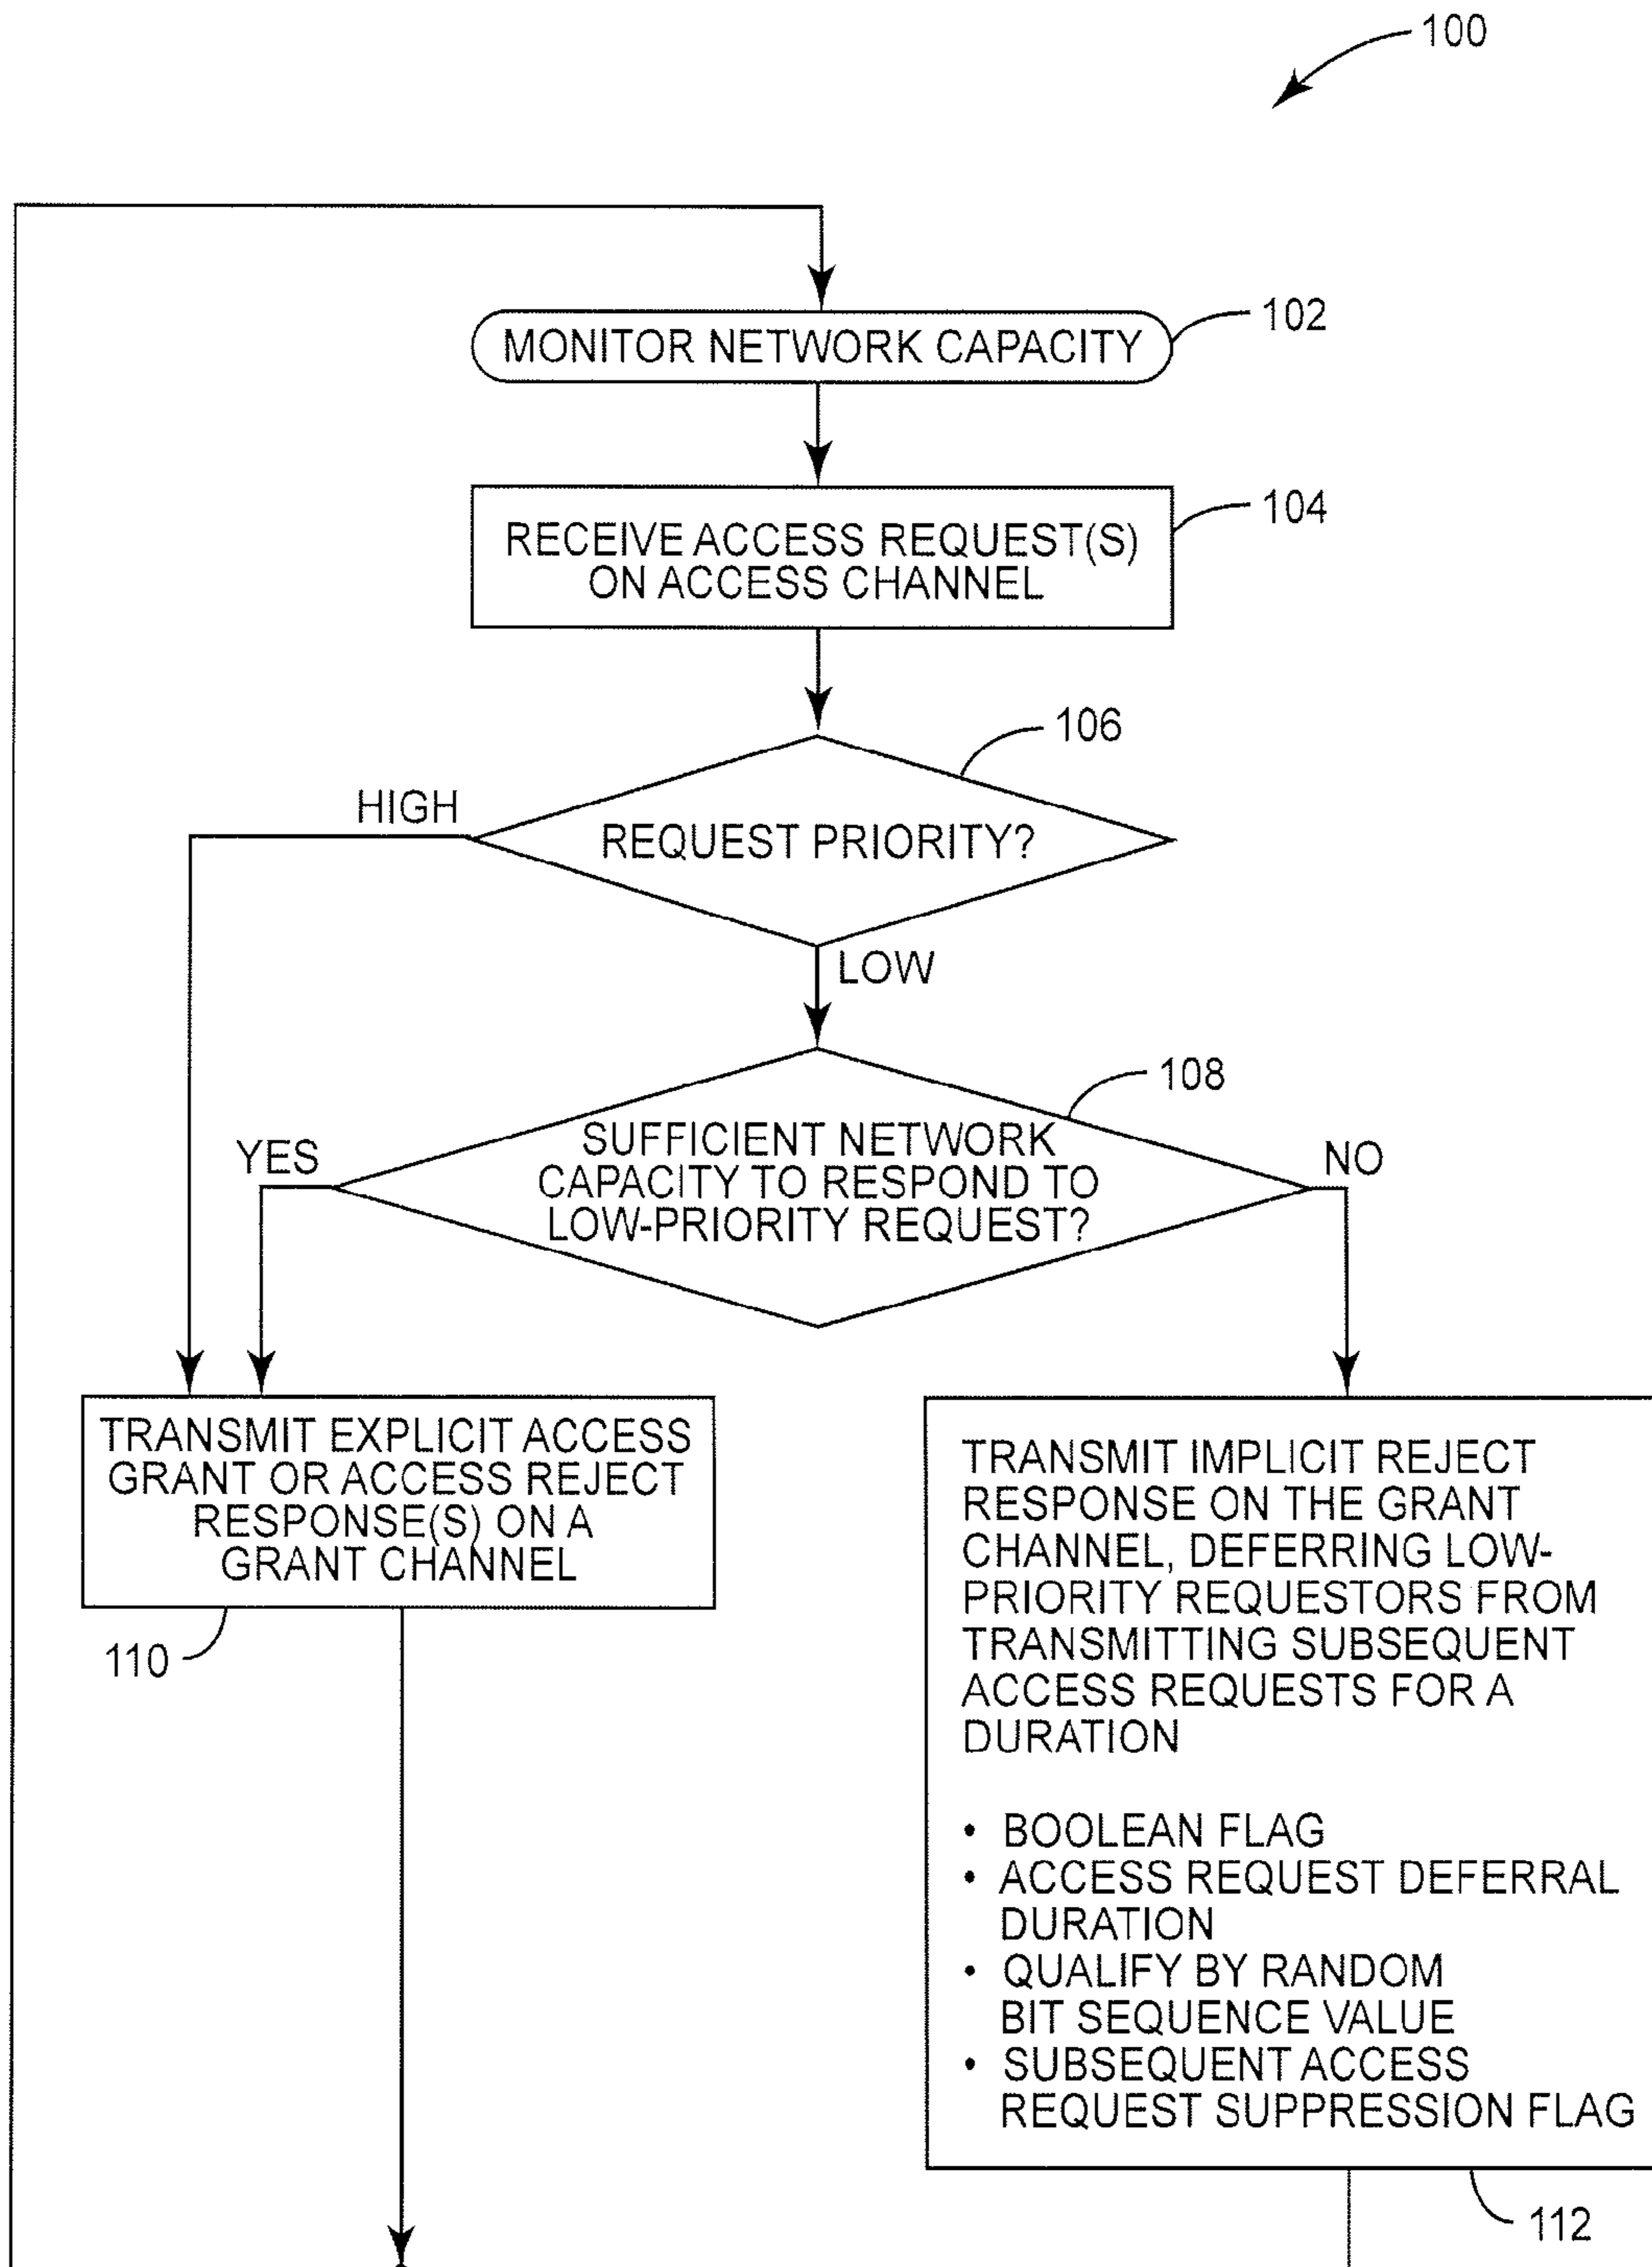 100
MONITOR NETWORK CAPACITY
102
RECEIVE ACCESS REQUEST(S)
ON ACCESS CHANNEL
104
106
HIGH
REQUEST PRIORITY?
LOW
108
YES
SUFFICIENT NETWORK
CAPACITY TO RESPOND TO
LOW-PRIORITY REQUEST?
NO
TRANSMIT EXPLICIT ACCESS
GRANT OR ACCESS REJECT
RESPONSE(S) ON A
GRANT CHANNEL
110
TRANSMIT IMPLICIT REJECT
RESPONSE ON THE GRANT
CHANNEL, DEFERRING LOW-
PRIORITY REQUESTORS FROM
TRANSMITTING SUBSEQUENT
ACCESS REQUESTS FOR A
DURATION
• BOOLEAN FLAG
• ACCESS REQUEST DEFERRAL
DURATION
• QUALIFY BY RANDOM
BIT SEQUENCE VALUE
• SUBSEQUENT ACCESS
REQUEST SUPPRESSION FLAG
112